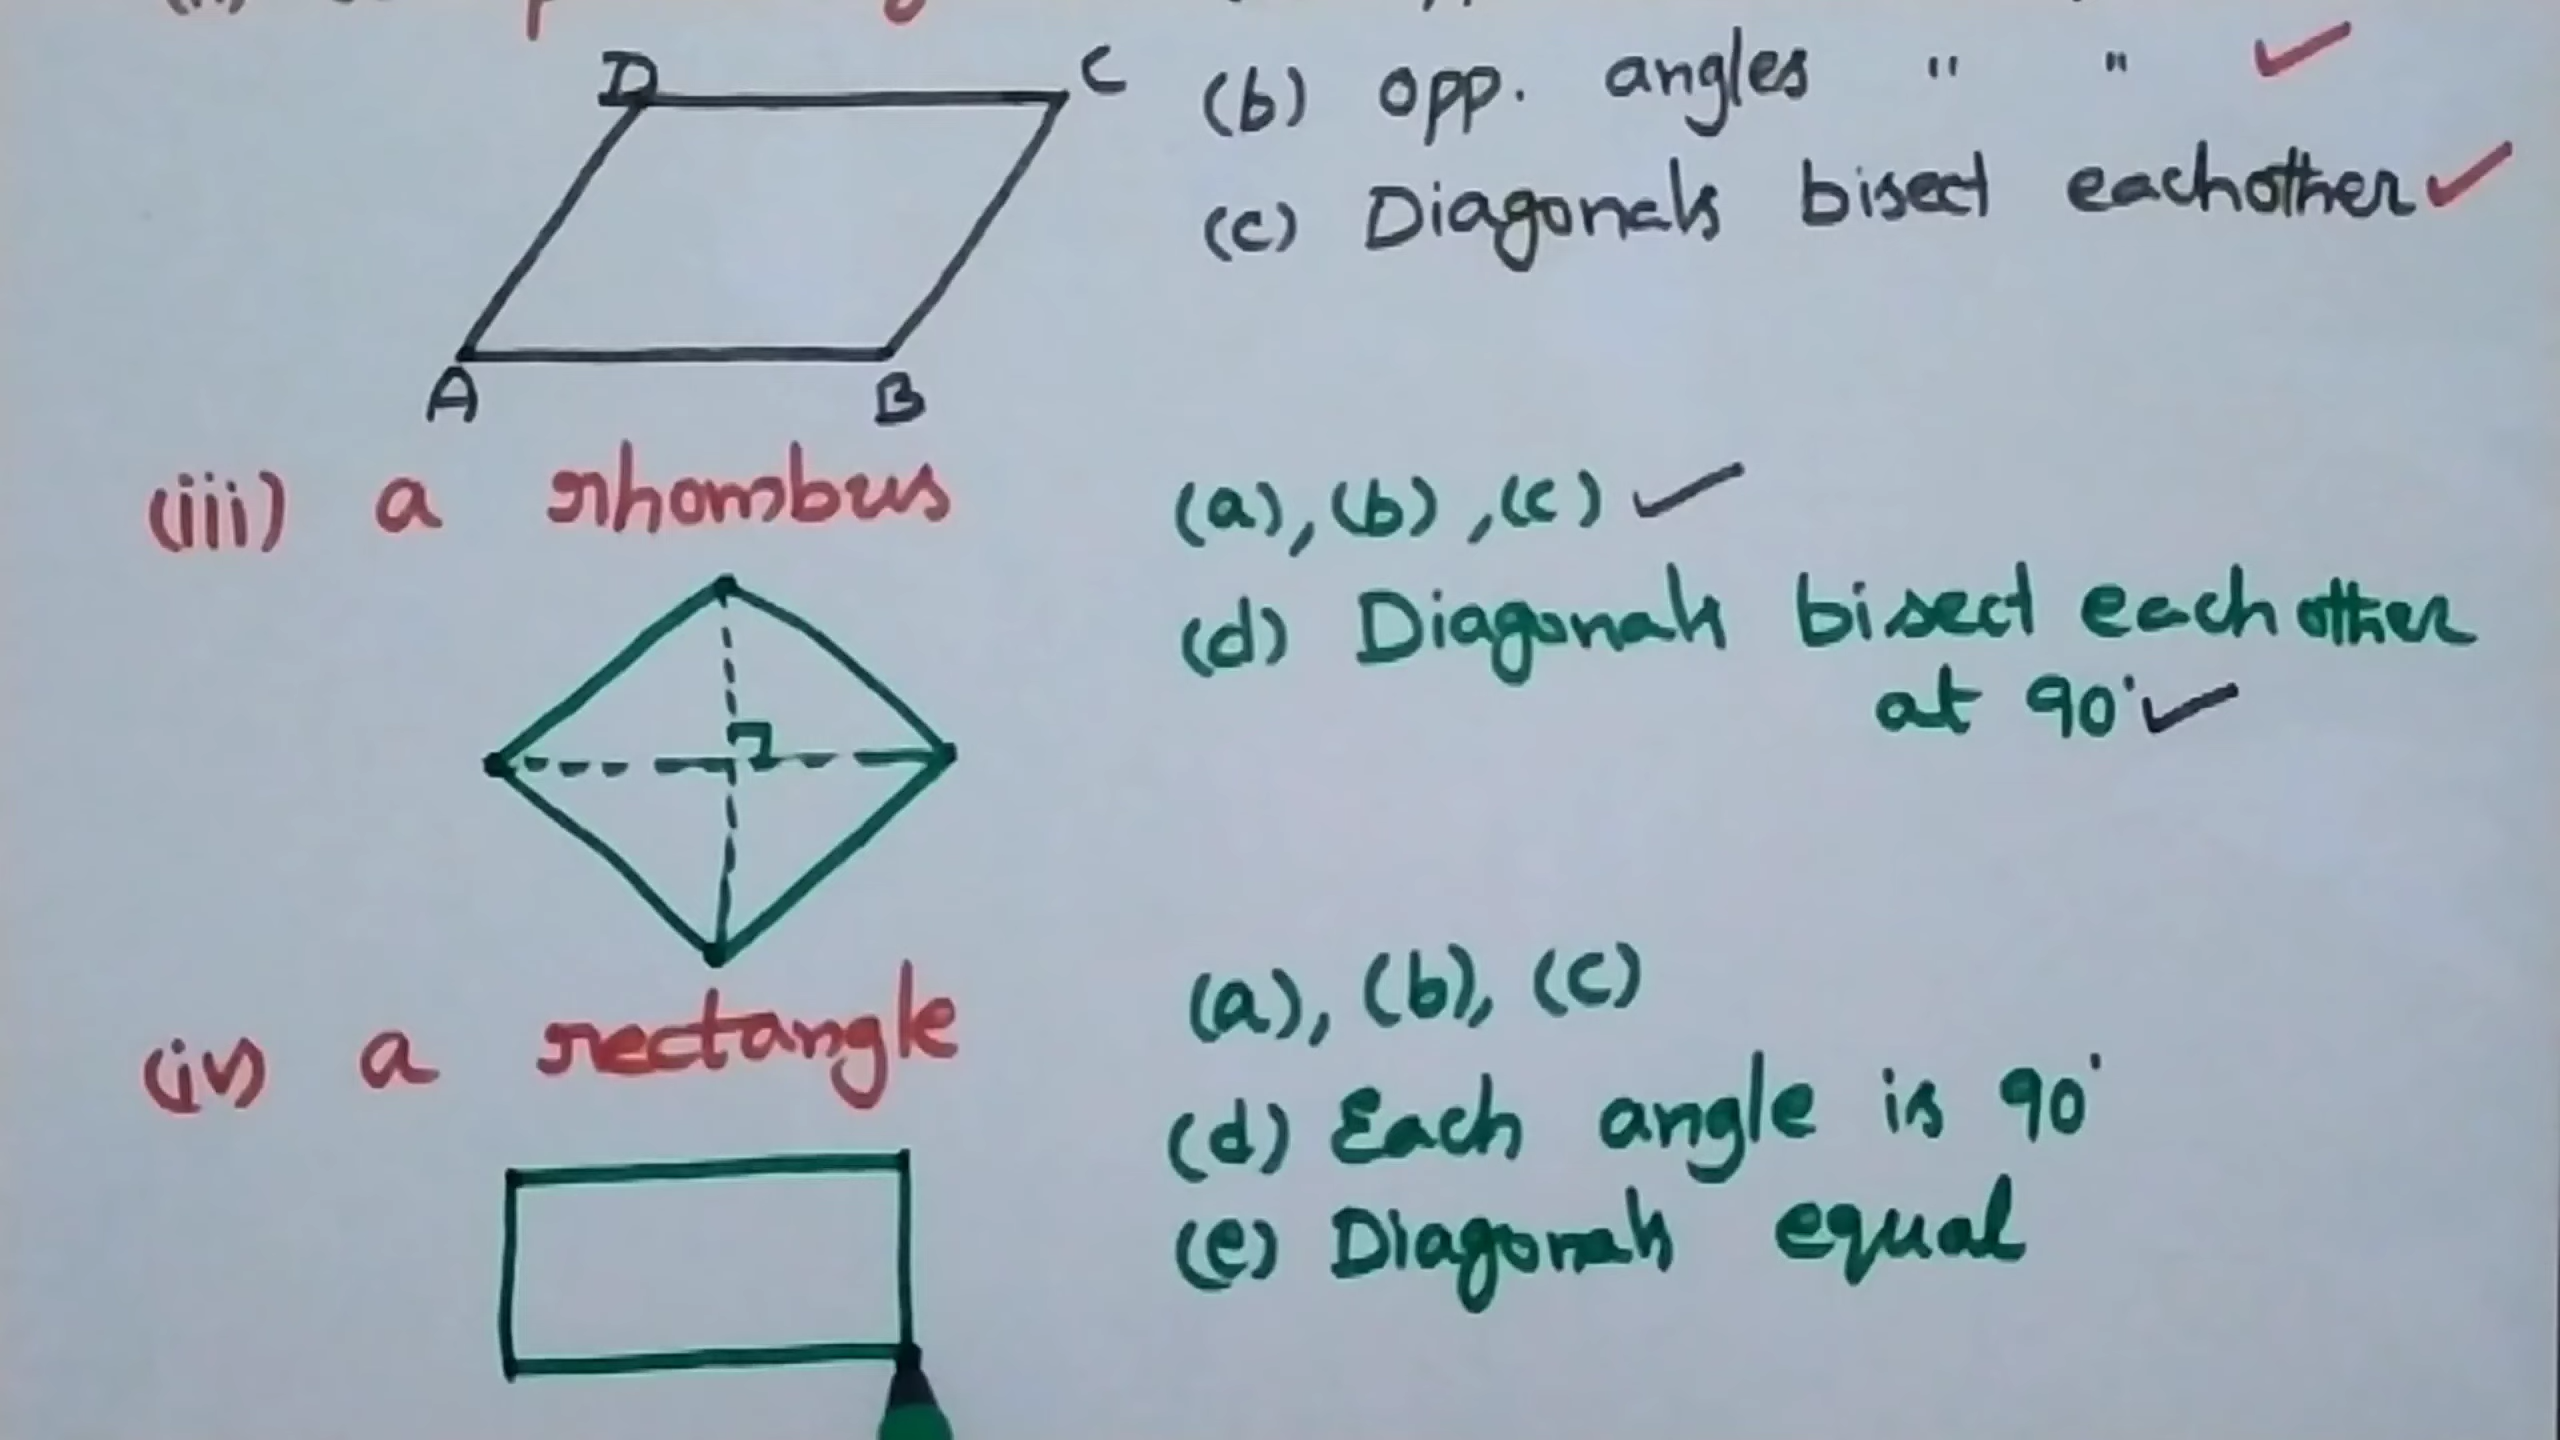 D
C
(b) opp. angles " "
(c) Diagonals bisect eachother
A
B
(iii) a rhombus
(a), (b), (c)
(d) Diagonals bisect each other
at 90°
(iv) a rectangle
(a), (b), (c)
(d) Each angle is 90°
(e) Diagonals equal